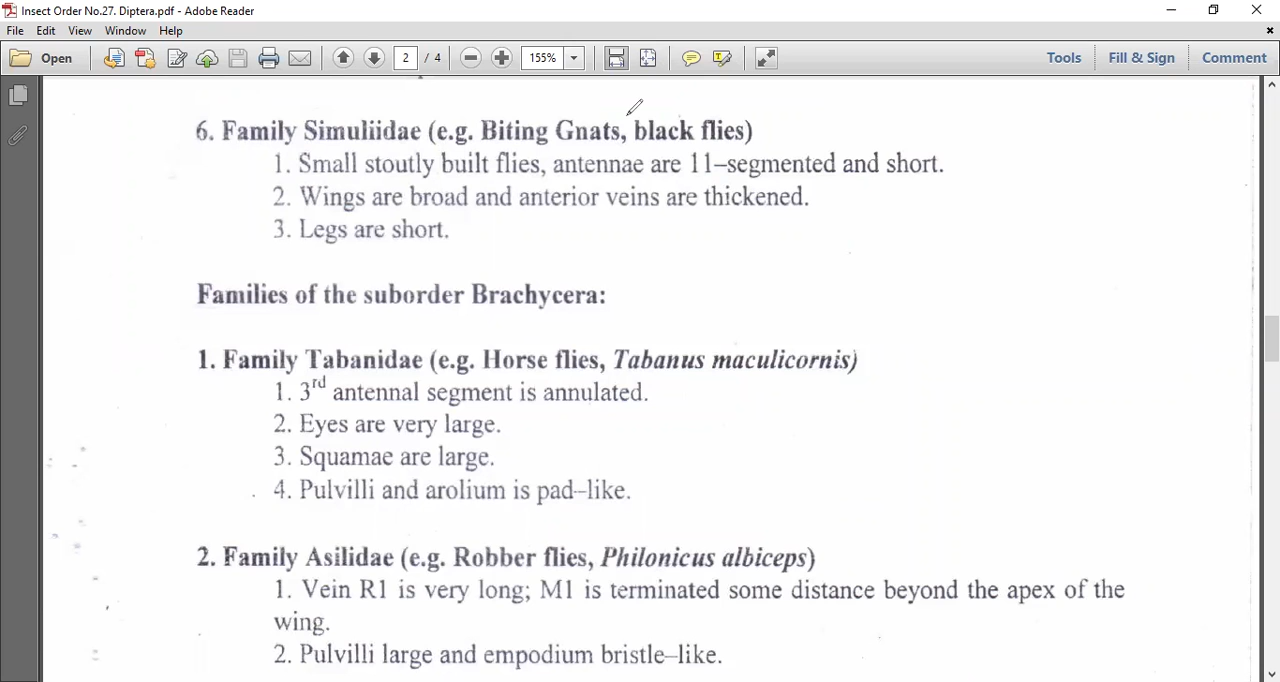 Insect Order No.27. Diptera.pdf - Adobe Reader
File Edit View Window Help
Open 2 / 4 155% Tools Fill & Sign Comment
6. Family Simuliidae (e.g. Biting Gnats, black flies)
1. Small stoutly built flies, antennae are 11–segmented and short.
2. Wings are broad and anterior veins are thickened.
3. Legs are short.
Families of the suborder Brachycera:
1. Family Tabanidae (e.g. Horse flies, Tabanus maculicornis)
1. 3rd antennal segment is annulated.
2. Eyes are very large.
3. Squamae are large.
4. Pulvilli and arolium is pad–like.
2. Family Asilidae (e.g. Robber flies, Philonicus albiceps)
1. Vein R1 is very long; M1 is terminated some distance beyond the apex of the
wing.
2. Pulvilli large and empodium bristle–like.